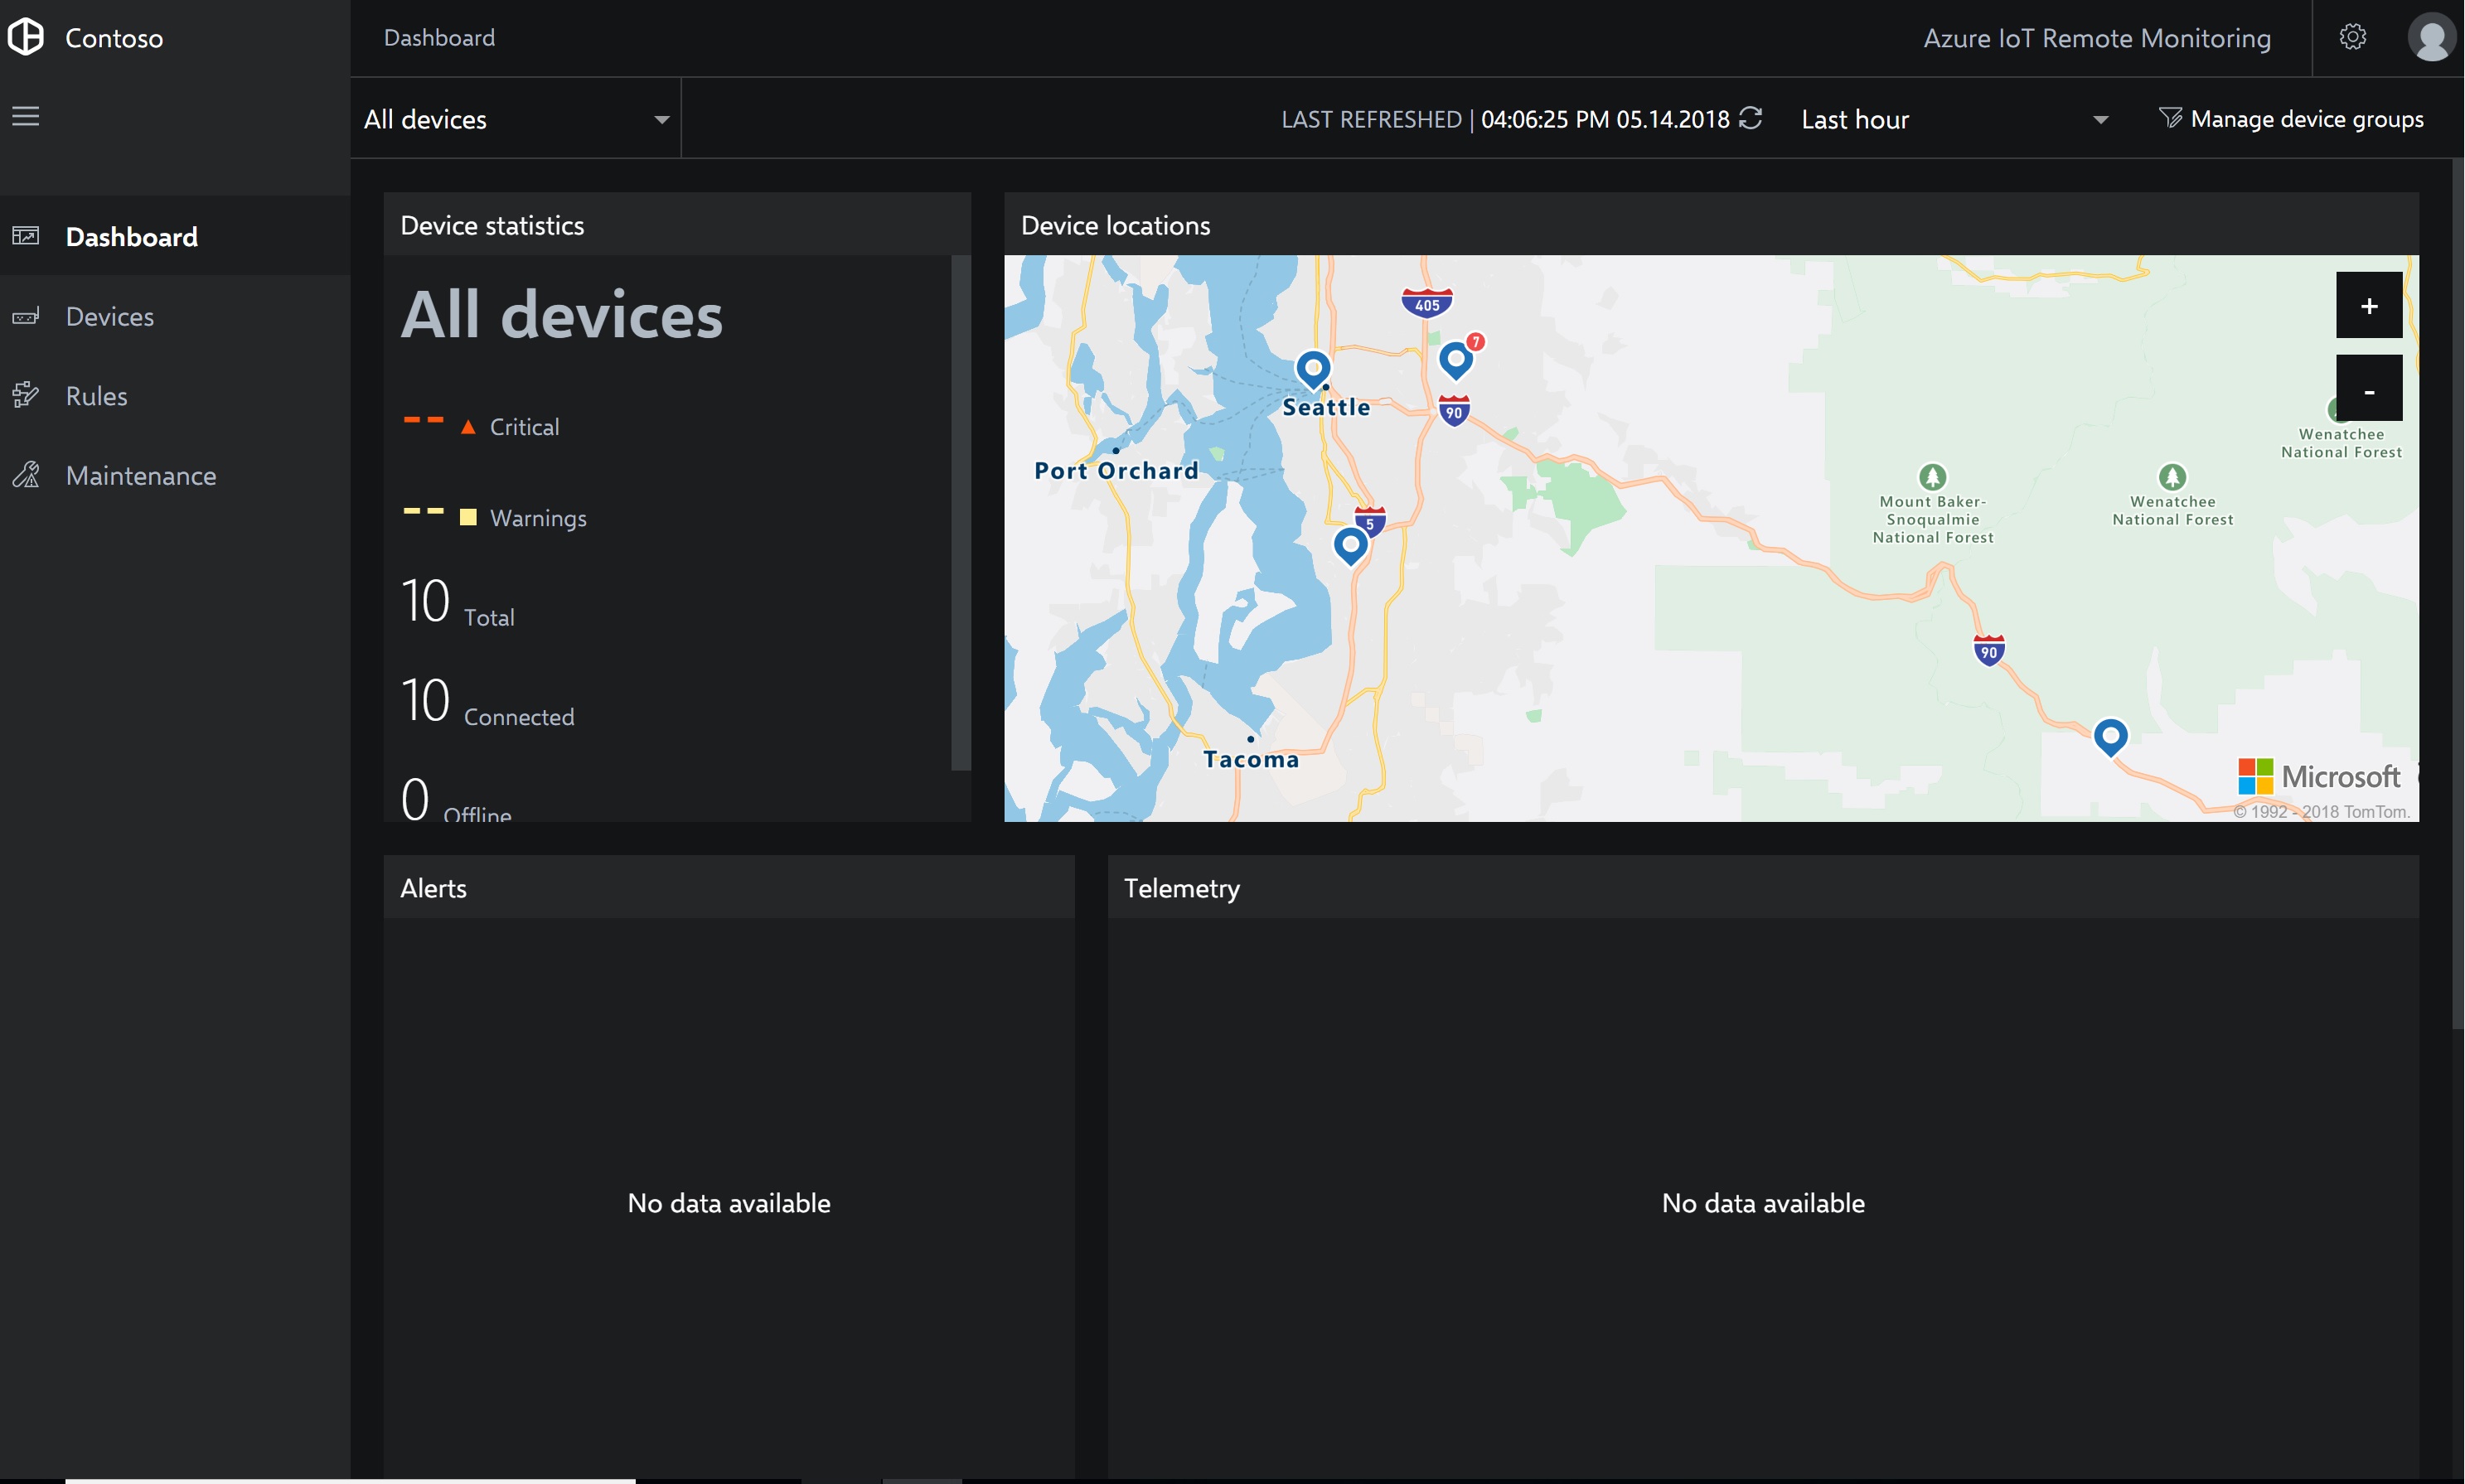 Contoso
Dashboard
Azure IoT Remote Monitoring
All devices
LAST REFRESHED | 04:06:25 PM 05.14.2018
Last hour
Manage device groups
Dashboard
Devices
Rules
Maintenance
Device statistics
All devices
-- Critical
-- Warnings
10 Total
10 Connected
0 Offline
Device locations
405
7
+
-
Seattle
90
Port Orchard
Wenatchee
National Forest
Mount Baker-
Snoqualmie
National Forest
Wenatchee
National Forest
5
90
Tacoma
Microsoft
© 1992 - 2018 TomTom.
Alerts
No data available
Telemetry
No data available